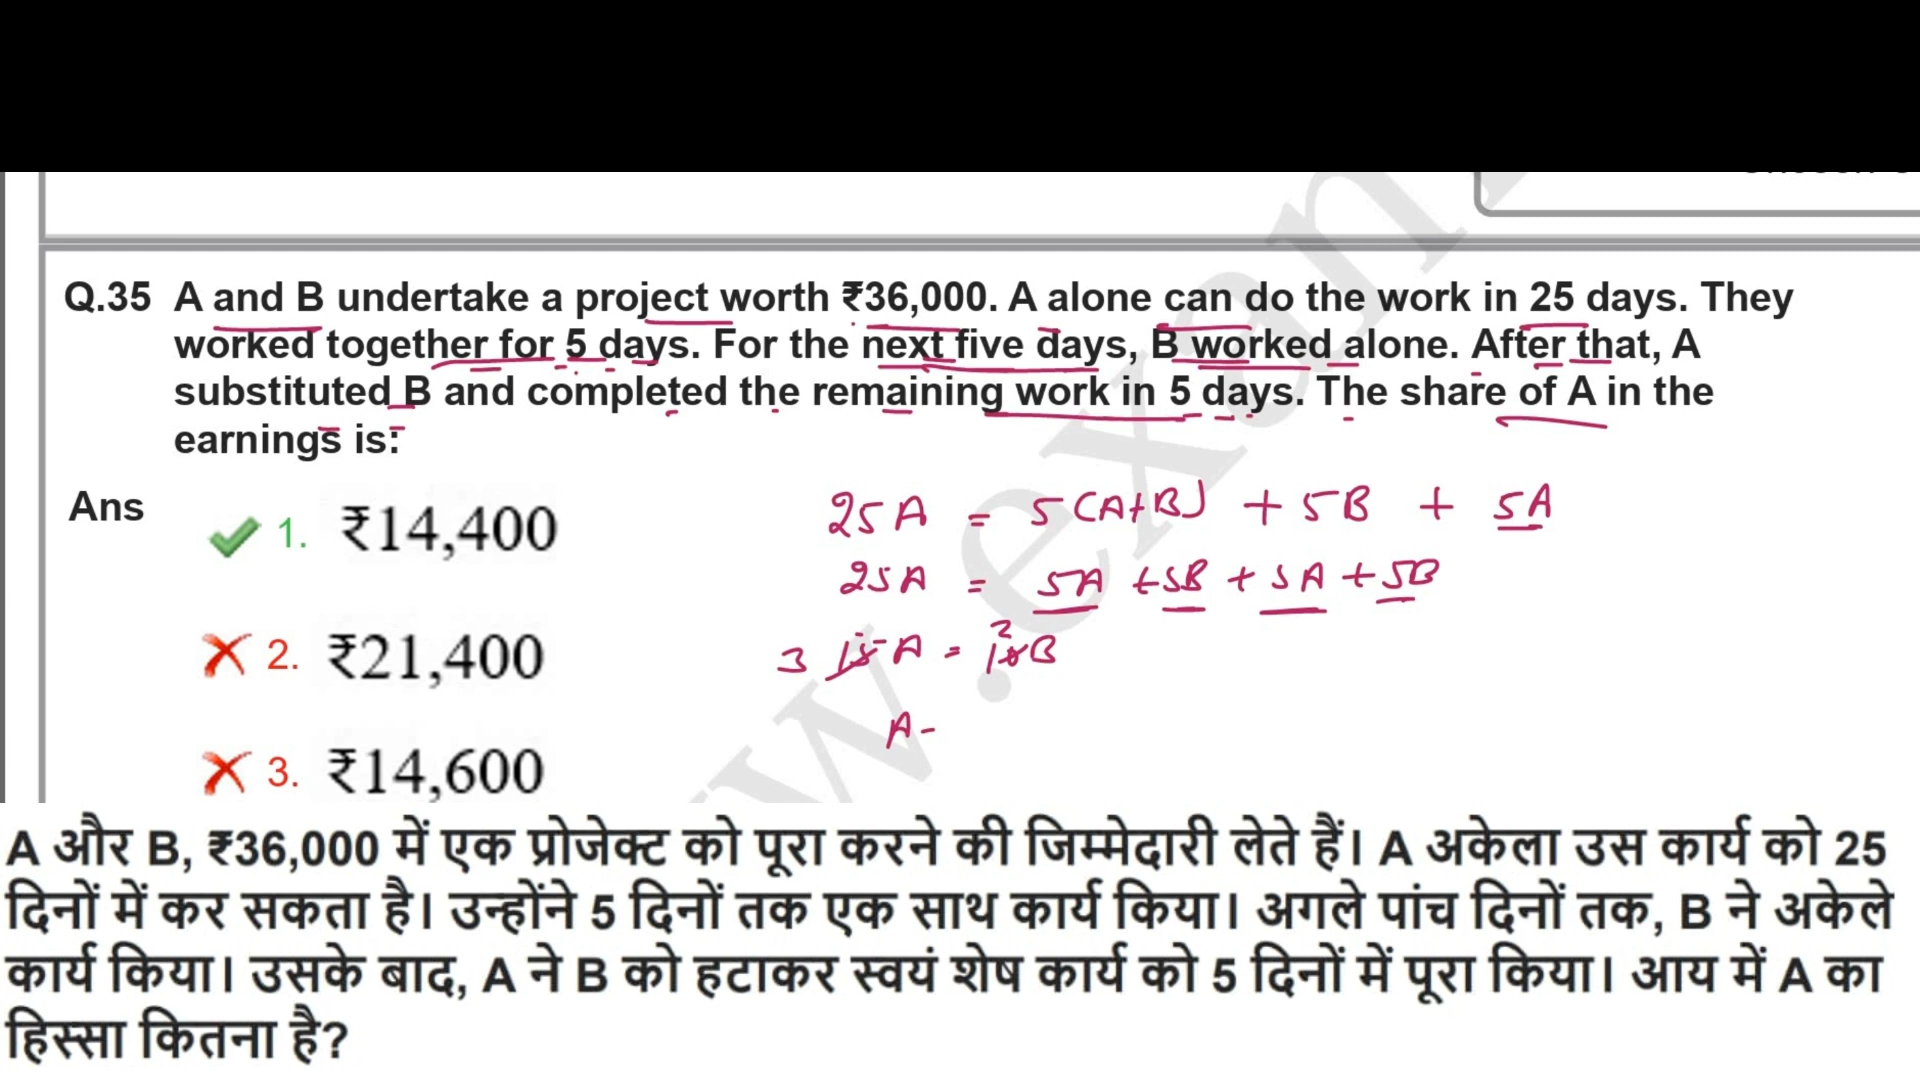 Q.35 A and B undertake a project worth ₹36,000. A alone can do the work in 25 days. They
worked together for 5 days. For the next five days, B worked alone. After that, A
substituted B and completed the remaining work in 5 days. The share of A in the
earnings is:
Ans
1. ₹14,400
2. ₹21,400
3. ₹14,600
25A = 5(A+B) + 5B + 5A
25A = 5A + 5B + 5A + 5B
3 15A = 10B 2
A -
A और B, ₹36,000 में एक प्रोजेक्ट को पूरा करने की जिम्मेदारी लेते हैं। A अकेला उस कार्य को 25
दिनों में कर सकता है। उन्होंने 5 दिनों तक एक साथ कार्य किया। अगले पांच दिनों तक, B ने अकेले
कार्य किया। उसके बाद, A ने B को हटाकर स्वयं शेष कार्य को 5 दिनों में पूरा किया। आय में A का
हिस्सा कितना है?